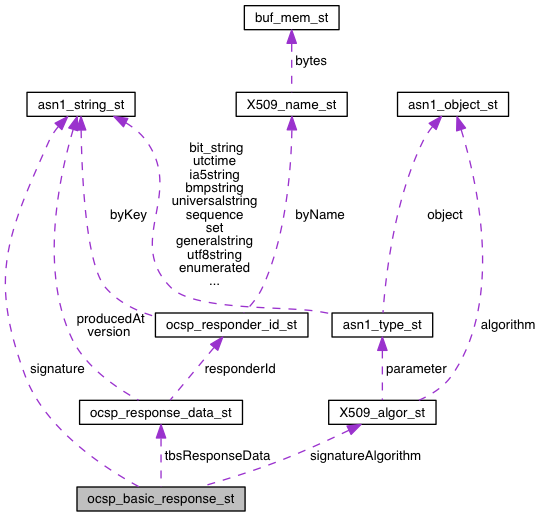 buf_mem_st
bytes
asn1_string_st
X509_name_st
asn1_object_st
bit_string
utctime
ia5string
bmpstring
universalstring
sequence
set
generalstring
utf8string
enumerated
...
byKey
byName
object
producedAt
version
ocsp_responder_id_st
asn1_type_st
algorithm
signature
responderId
parameter
ocsp_response_data_st
X509_algor_st
tbsResponseData
signatureAlgorithm
ocsp_basic_response_st